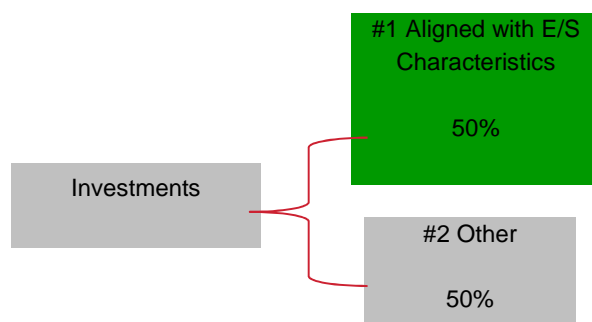 #1 Aligned with E/S
Characteristics
50%
Investments
#2 Other
50%